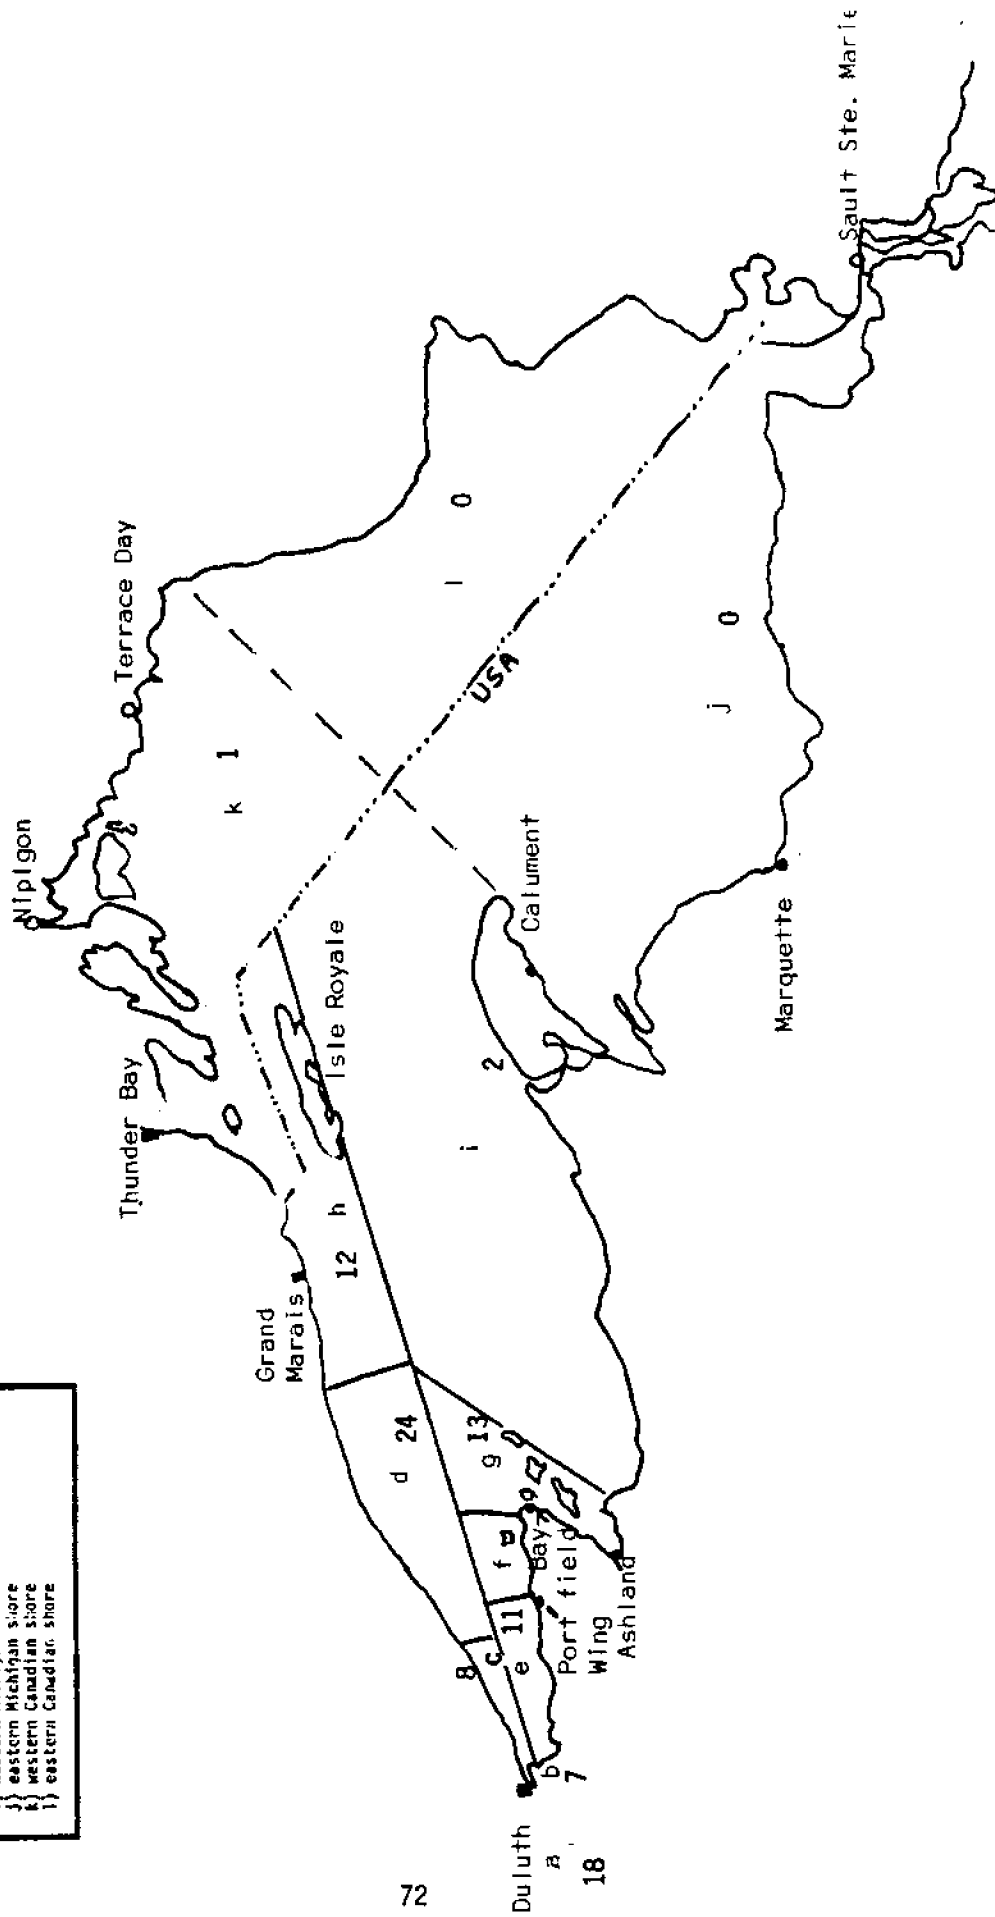 j) eastern Michigan shore
k) western Canadian shore
l) eastern Canadian shore
Niplgon
Terrace Day
Thunder Bay
k 1
Isle Royale
Grand
Marais
h
12
l 0
USA
Calument
2
i
j 0
Sault Ste. Marie
Marquette
d
24
13
g
f
Bay
field
11
8
c
e
Port
Wing
Ashland
b
7
Duluth
a
18
72